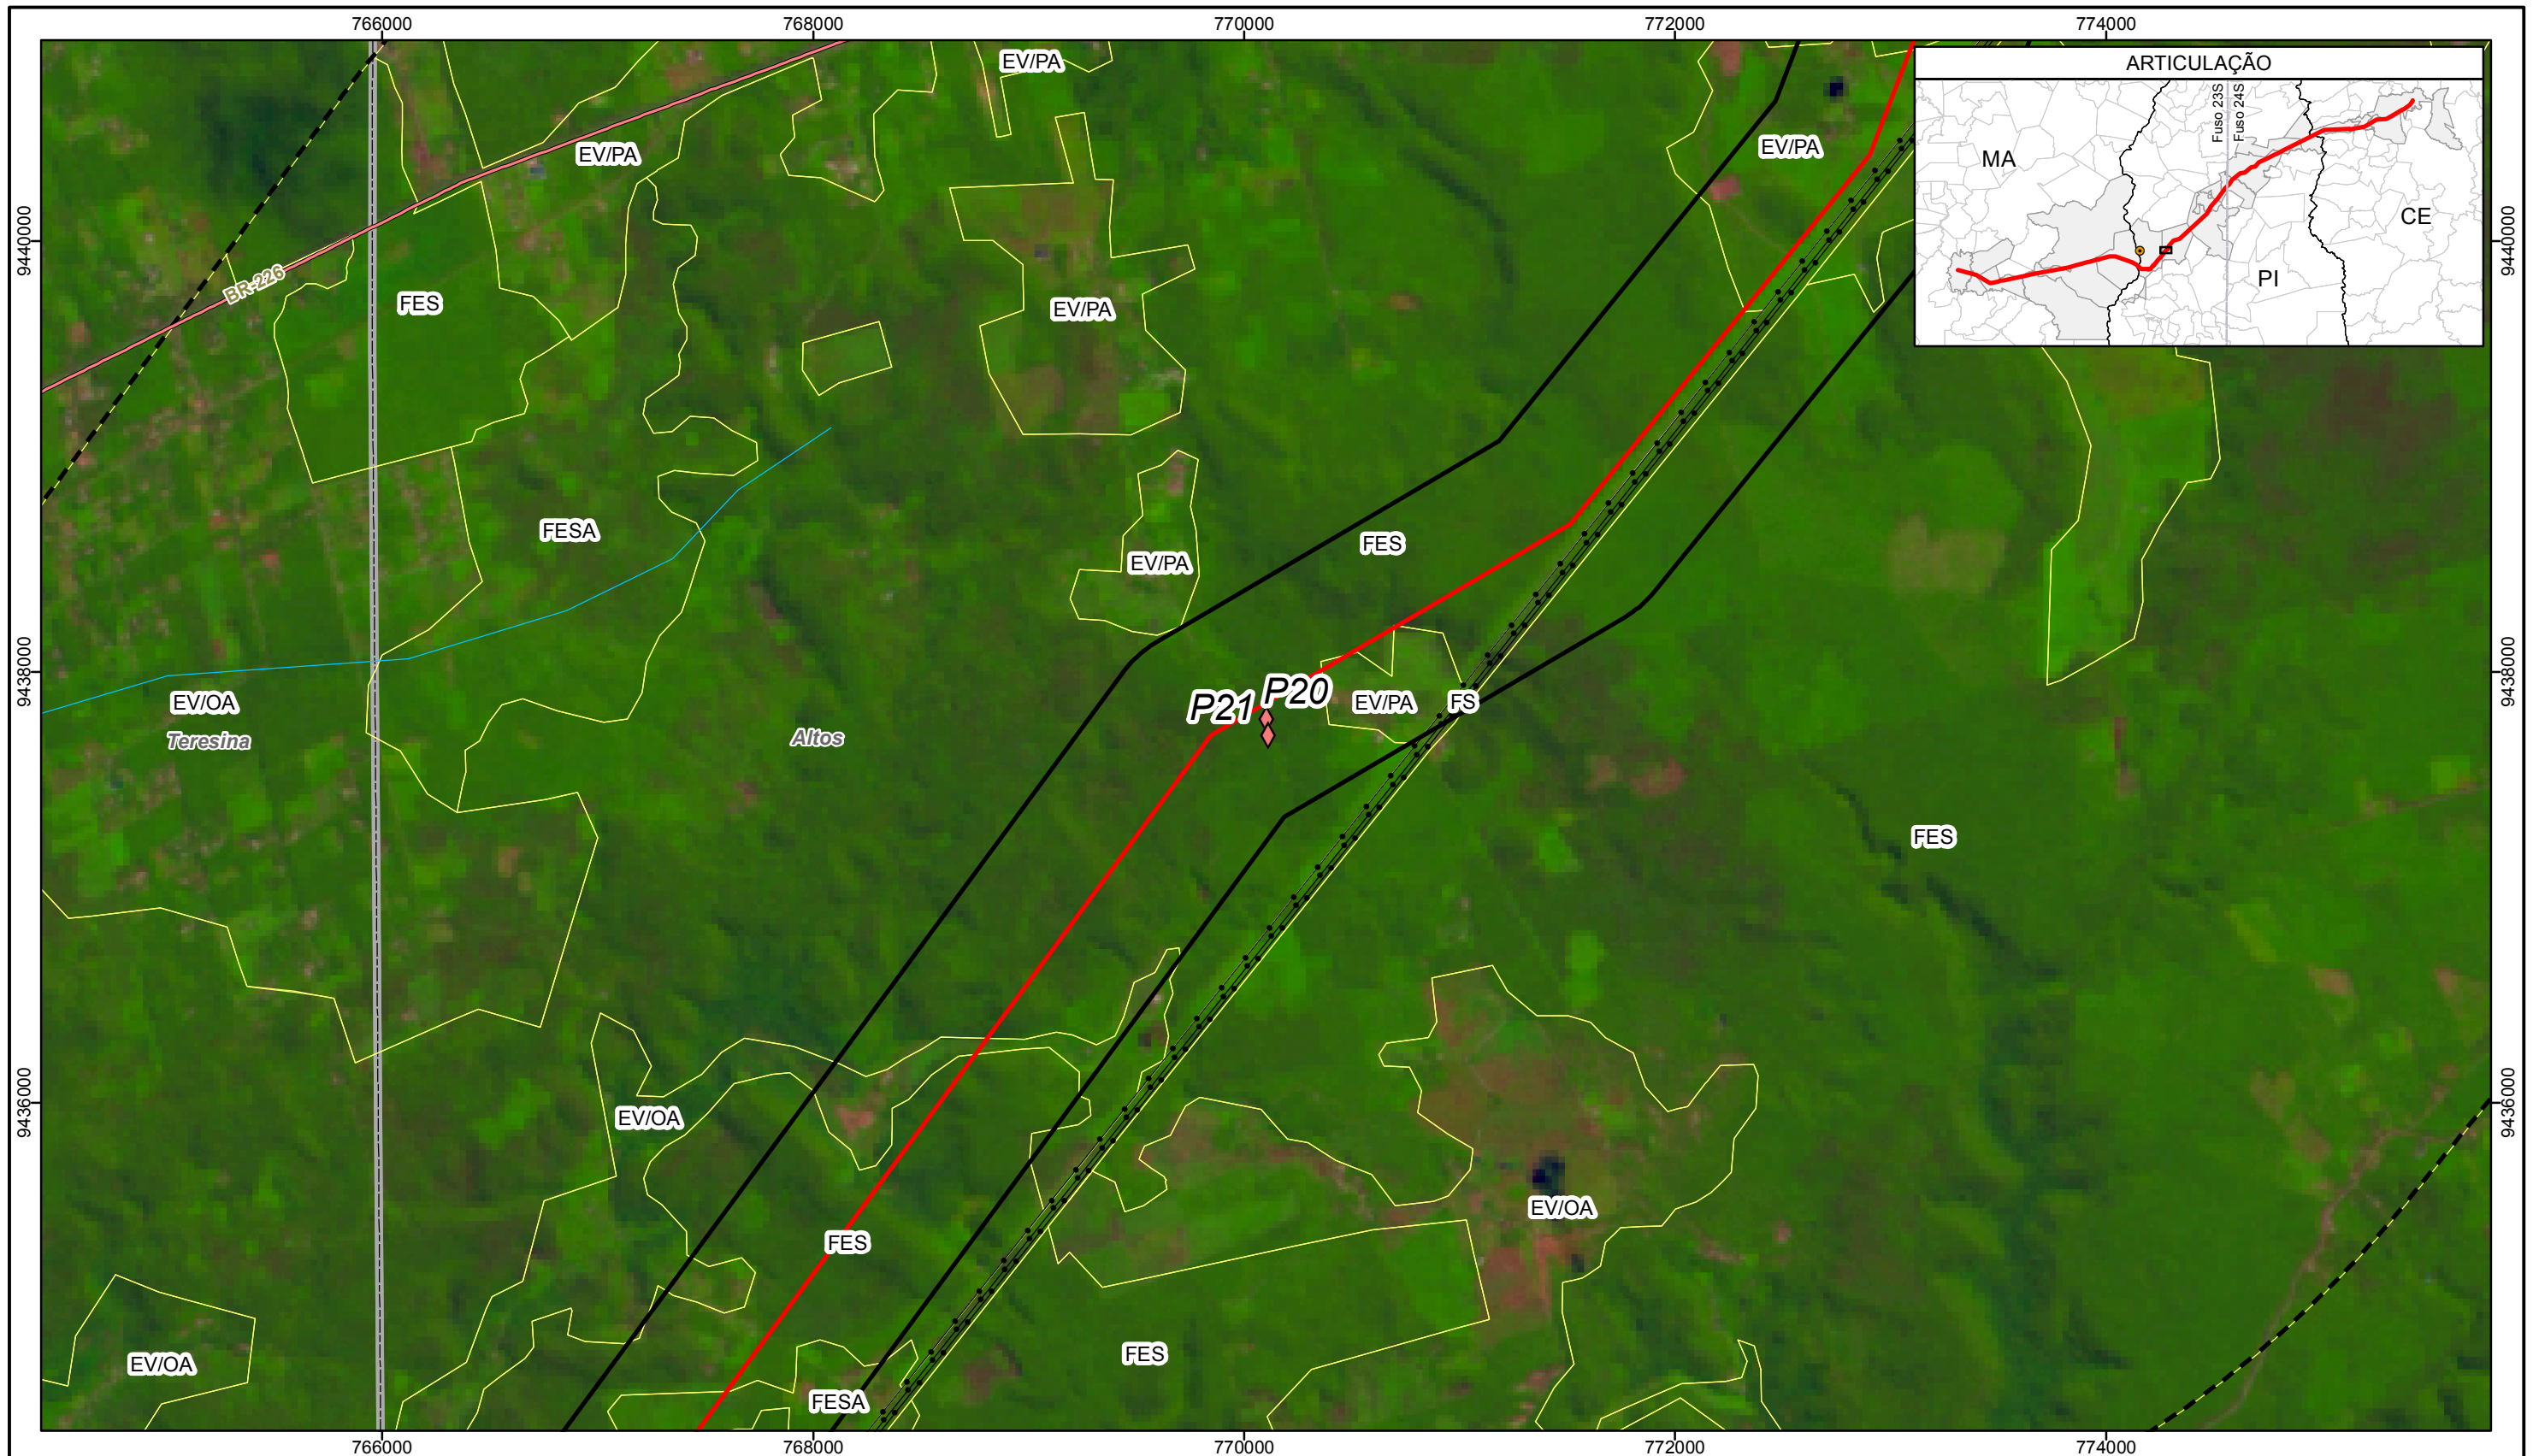 766000
768000
770000
772000
774000
EV/PA
ARTICULAÇÃO
Fuso 23S
Fuso 24S
MA
CE
PI
EV/PA
EV/PA
9440000
9440000
BR-226
FES
EV/PA
FESA
FES
EV/PA
9438000
9438000
EV/OA
P21
P20
EV/PA
FS
Teresina
Altos
FES
9436000
9436000
EV/OA
EV/OA
FES
EV/OA
FES
FESA
766000
768000
770000
772000
774000